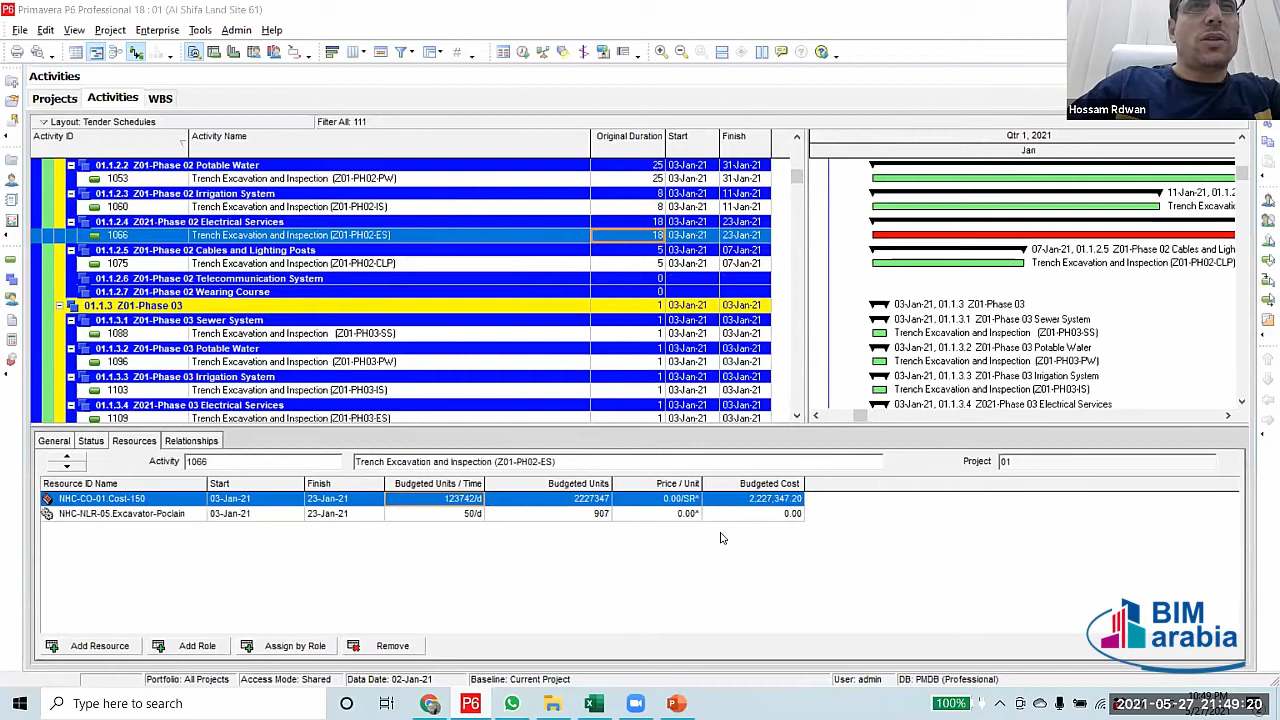 Primavera P6 Professional 18 : 01 (Al Shifa Land Site 61)
File Edit View Project Enterprise Tools Admin Help
Activities
Projects Activities WBS
Layout: Tender Schedules Filter All: 111
Activity ID Activity Name Original Duration Start Finish Qtr 1, 2021
Jan
01.1.2.2 Z01-Phase 02 Potable Water 25 03-Jan-21 31-Jan-21
1053 Trench Excavation and Inspection (Z01-PH02-PW) 25 03-Jan-21 31-Jan-21
01.1.2.3 Z01-Phase 02 Irrigation System 8 03-Jan-21 11-Jan-21 11-Jan-21, 01.1.2
1060 Trench Excavation and Inspection (Z01-PH02-IS) 8 03-Jan-21 11-Jan-21 Trench Excavati
01.1.2.4 Z021-Phase 02 Electrical Services 18 03-Jan-21 23-Jan-21
1066 Trench Excavation and Inspection (Z01-PH02-ES) 18 03-Jan-21 23-Jan-21
01.1.2.5 Z01-Phase 02 Cables and Lighting Posts 5 03-Jan-21 07-Jan-21 07-Jan-21, 01.1.2.5 Z01-Phase 02 Cables and Ligh
1075 Trench Excavation and Inspection (Z01-PH02-CLP) 5 03-Jan-21 07-Jan-21 Trench Excavation and Inspection (Z01-PH02-CL
01.1.2.6 Z01-Phase 02 Telecommunication System 0
01.1.2.7 Z01-Phase 02 Wearing Course 0
01.1.3 Z01-Phase 03 1 03-Jan-21 03-Jan-21 03-Jan-21, 01.1.3 Z01-Phase 03
01.1.3.1 Z01-Phase 03 Sewer System 1 03-Jan-21 03-Jan-21 03-Jan-21, 01.1.3.1 Z01-Phase 03 Sewer System
1088 Trench Excavation and Inspection (Z01-PH03-SS) 1 03-Jan-21 03-Jan-21 Trench Excavation and Inspection (Z01-PH03-SS)
01.1.3.2 Z01-Phase 03 Potable Water 1 03-Jan-21 03-Jan-21 03-Jan-21, 01.1.3.2 Z01-Phase 03 Potable Water
1096 Trench Excavation and Inspection (Z01-PH03-PW) 1 03-Jan-21 03-Jan-21 Trench Excavation and Inspection (Z01-PH03-PW)
01.1.3.3 Z01-Phase 03 Irrigation System 1 03-Jan-21 03-Jan-21 03-Jan-21, 01.1.3.3 Z01-Phase 03 Irrigation System
1103 Trench Excavation and Inspection (Z01-PH03-IS) 1 03-Jan-21 03-Jan-21 Trench Excavation and Inspection (Z01-PH03-IS)
01.1.3.4 Z021-Phase 03 Electrical Services 1 03-Jan-21 03-Jan-21 03-Jan-21, 01.1.3.4 Z021-Phase 03 Electrical Services
1109 Trench Excavation and Inspection (Z01-PH03-ES) 1 03-Jan-21 03-Jan-21
General Status Resources Relationships
Activity 1066 Trench Excavation and Inspection (Z01-PH02-ES) Project 01
Resource ID Name Start Finish Budgeted Units / Time Budgeted Units Price / Unit Budgeted Cost
NHC-CO-01.Cost-150 03-Jan-21 23-Jan-21 123742/d 2227347 0.00/SR^ 2,227,347.20
NHC-NLR-05.Excavator-Poclain 03-Jan-21 23-Jan-21 50/d 907 0.00^ 0.00
Add Resource Add Role Assign by Role Remove
Portfolio: All Projects Access Mode: Shared Data Date: 02-Jan-21 Baseline: Current Project User: admin DB: PMDB (Professional)
Type here to search 100%
2021-05-27 21:49:20
Hossam Rdwan
BIM
arabia